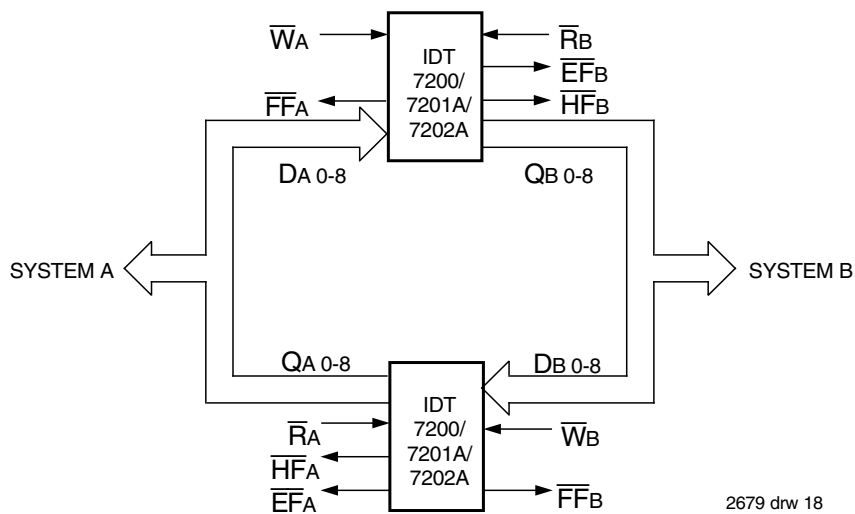 W̅A
IDT
7200/
7201A/
7202A
R̅B
E̅F̅B
F̅F̅A
H̅F̅B
DA 0-8
QB 0-8
SYSTEM A
SYSTEM B
QA 0-8
DB 0-8
IDT
7200/
7201A/
7202A
R̅A
W̅B
H̅F̅A
E̅F̅A
F̅F̅B
2679 drw 18